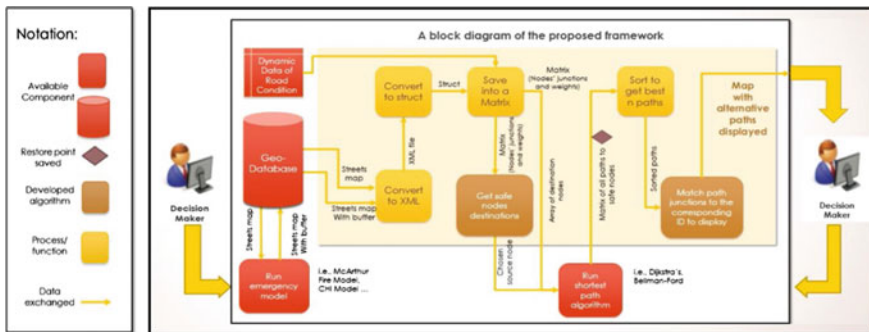 Notation:
Available
Component
Restore point
saved
Developed
algorithm
Process/
function
Data
exchanged
A block diagram of the proposed framework
Decision
Maker
Dynamic Data of
Road Condition
Geo-
Database
Streets map
Streets map
With buffer
Run
emergency
model
i.e., McArthur
Fire Model,
CHI Model ...
Streets
map
Streets map
With buffer
Convert
to XML
XML file
Convert
to struct
Struct
Save
into a
Matrix
Matrix
(Nodes' junctions
and weights)
Matrix
(Nodes' junctions
and weights)
Get safe
nodes
destinations
Chosen
source node
Array of destination
nodes
Run
shortest
path algorithm
i.e., Dijkstra's,
Bellman-Ford
Matrix of all paths to
safe nodes
Sort to
get best
n paths
Sorted paths
Match path
junctions to the
corresponding
ID to display
Map
with
alternative
paths
displayed
Decision
Maker